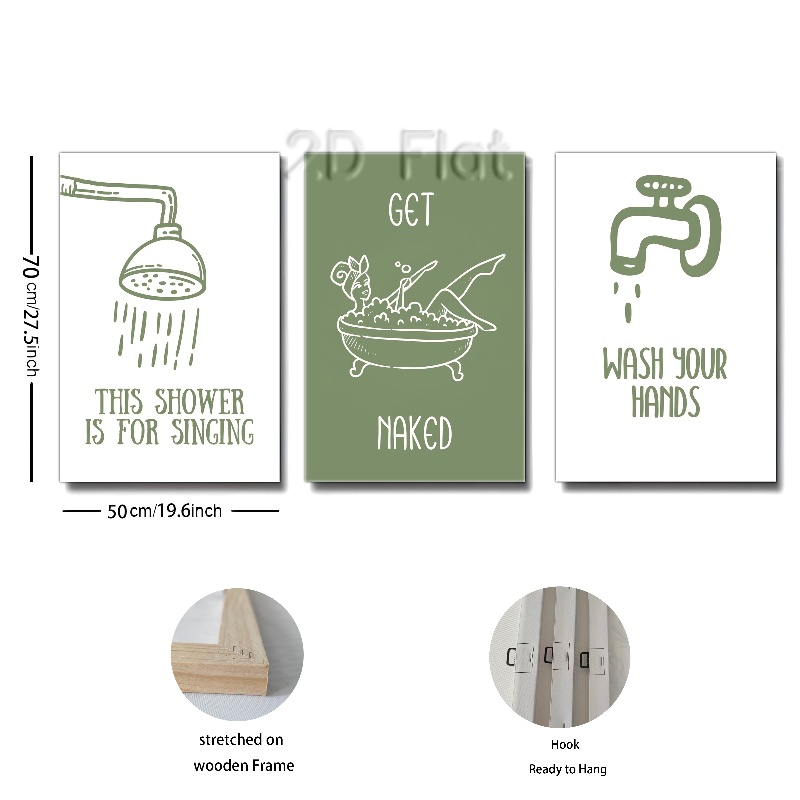 2D Flat
THIS SHOWER
IS FOR SINGING
GET
NAKED
WASH YOUR
HANDS
70 cm/27.5inch
50cm/19.6inch
stretched on
wooden Frame
Hook
Ready to Hang